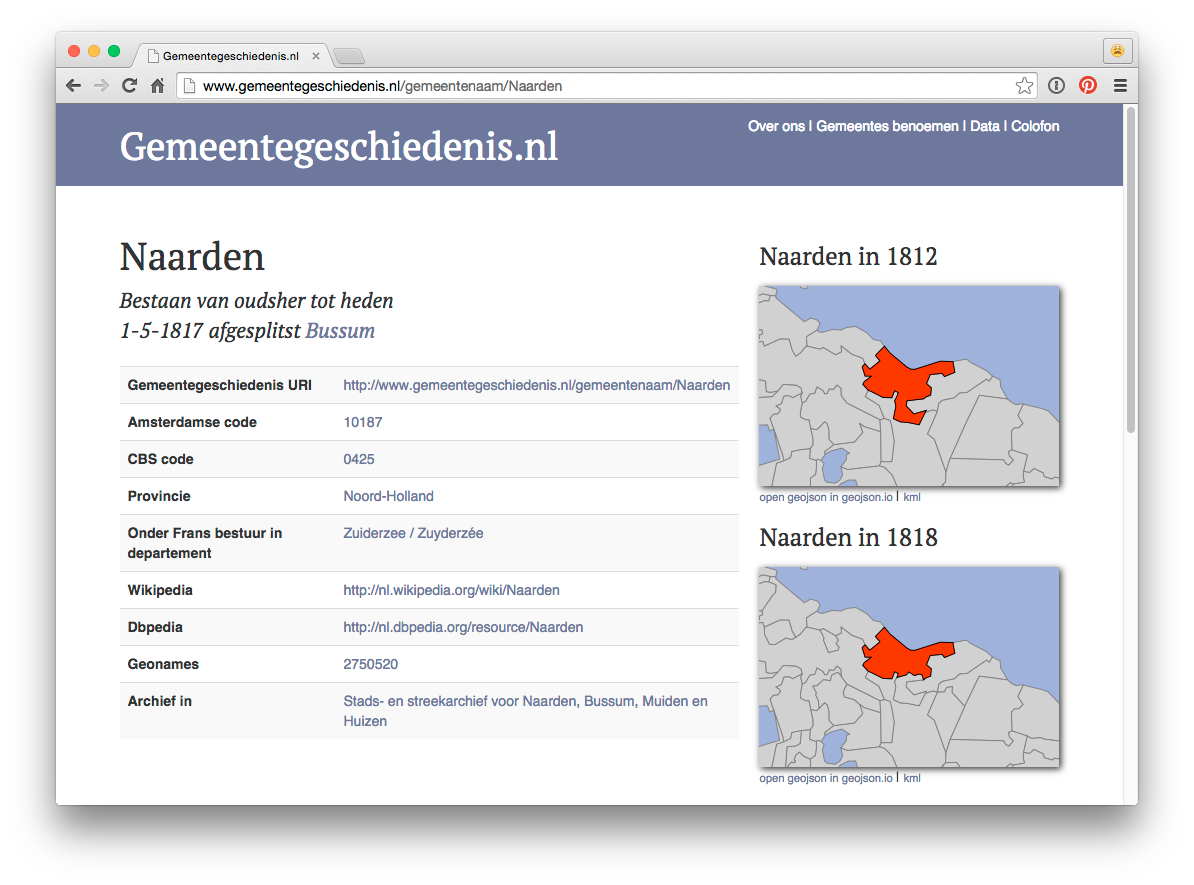 Gemeentegeschiedenis.nl
www.gemeentegeschiedenis.nl/gemeentenaam/Naarden
Gemeentegeschiedenis.nl
Over ons | Gemeentes benoemen | Data | Colofon
Naarden
Bestaan van oudsher tot heden
1-5-1817 afgesplitst Bussum
Gemeentegeschiedenis URI http://www.gemeentegeschiedenis.nl/gemeentenaam/Naarden
Amsterdamse code 10187
CBS code 0425
Provincie Noord-Holland
Onder Frans bestuur in departement Zuiderzee / Zuyderzée
Wikipedia http://nl.wikipedia.org/wiki/Naarden
Dbpedia http://nl.dbpedia.org/resource/Naarden
Geonames 2750520
Archief in Stads- en streekarchief voor Naarden, Bussum, Muiden en
Huizen
Naarden in 1812
open geojson in geojson.io | kml
Naarden in 1818
open geojson in geojson.io | kml